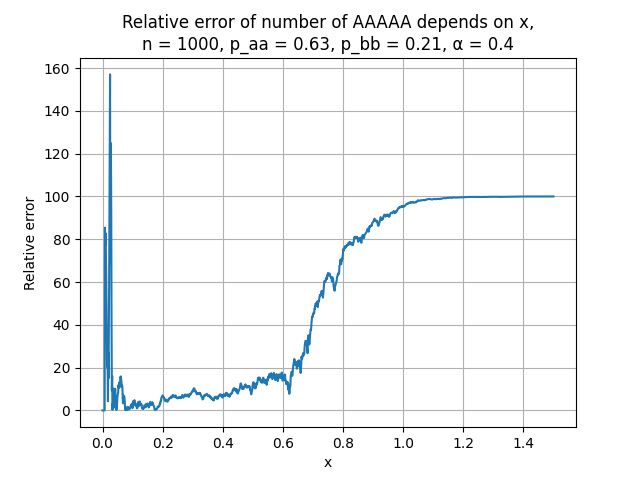 Relative error of number of AAAAA depends on x,
n = 1000, p_aa = 0.63, p_bb = 0.21, α = 0.4
160
140
120
100
80
60
40
20
0
Relative error
0.0 0.2 0.4 0.6 0.8 1.0 1.2 1.4
x